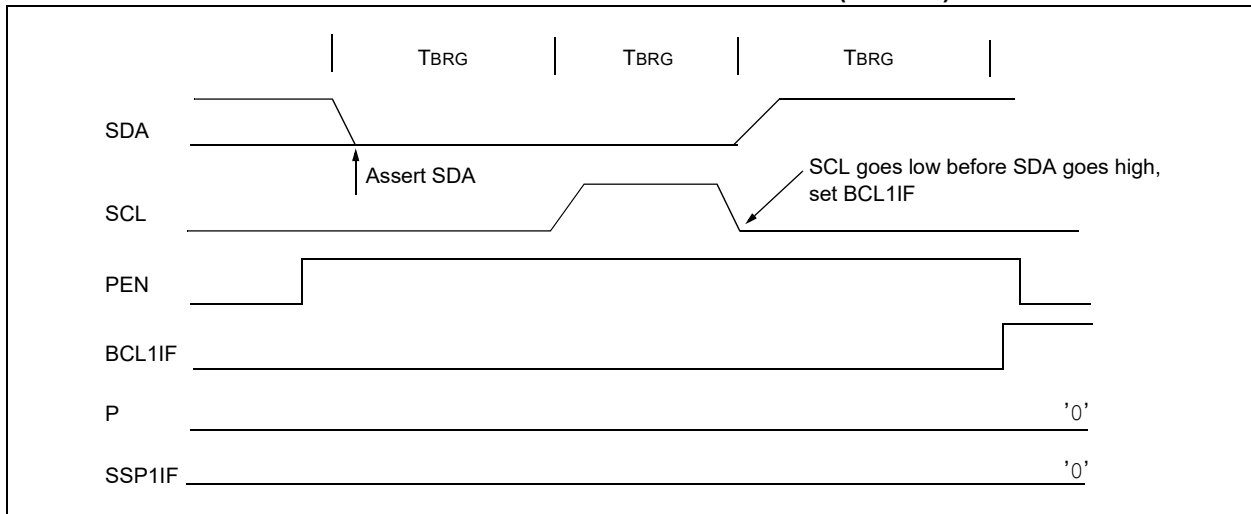 TBRG TBRG TBRG
SDA
Assert SDA
SCL goes low before SDA goes high,
set BCL1IF
SCL
PEN
BCL1IF
P '0'
SSP1IF '0'